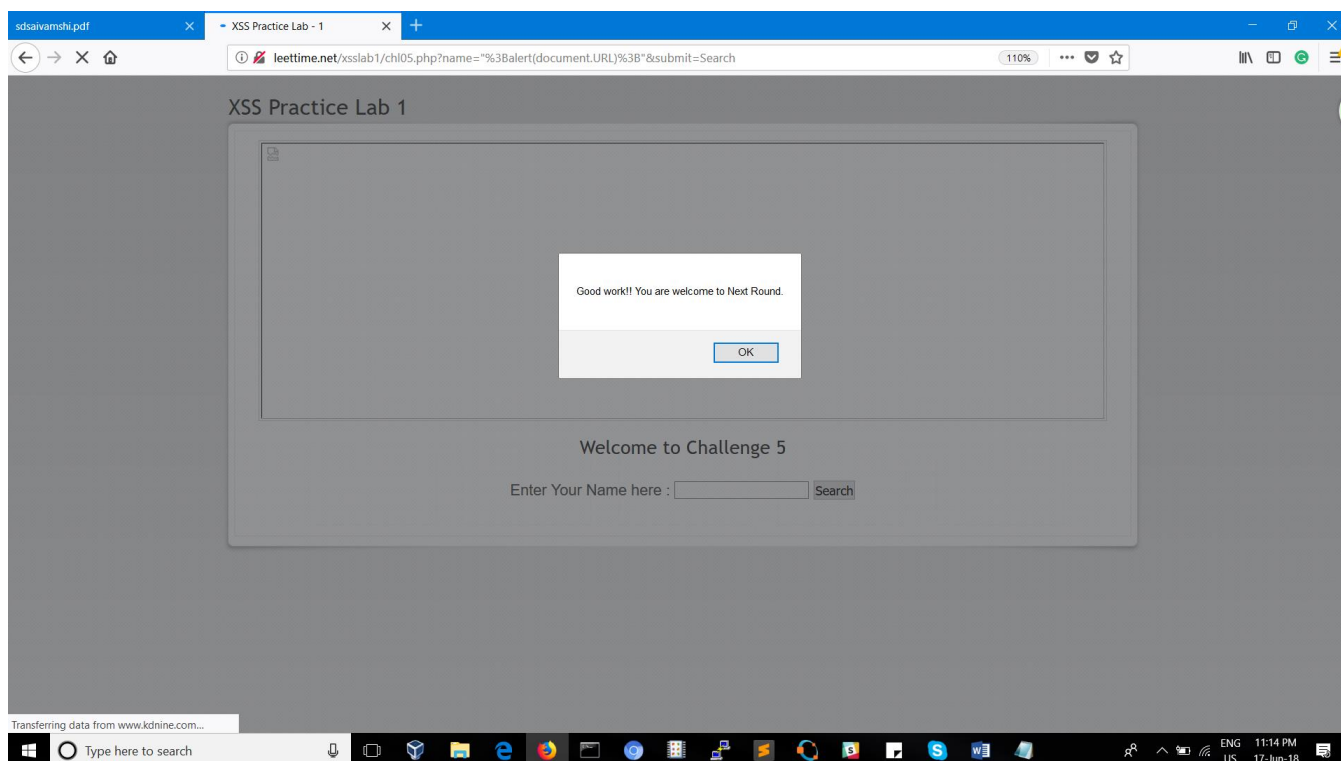 sdsaivamshi.pdf
XSS Practice Lab - 1
leettime.net/xsslab1/chl05.php?name="%3Balert(document.URL)%3B"&submit=Search
110%
XSS Practice Lab 1
Good work!! You are welcome to Next Round.
OK
Welcome to Challenge 5
Enter Your Name here :
Search
Transferring data from www.kdnine.com...
Type here to search
ENG
11:14 PM
US
17-Jun-18